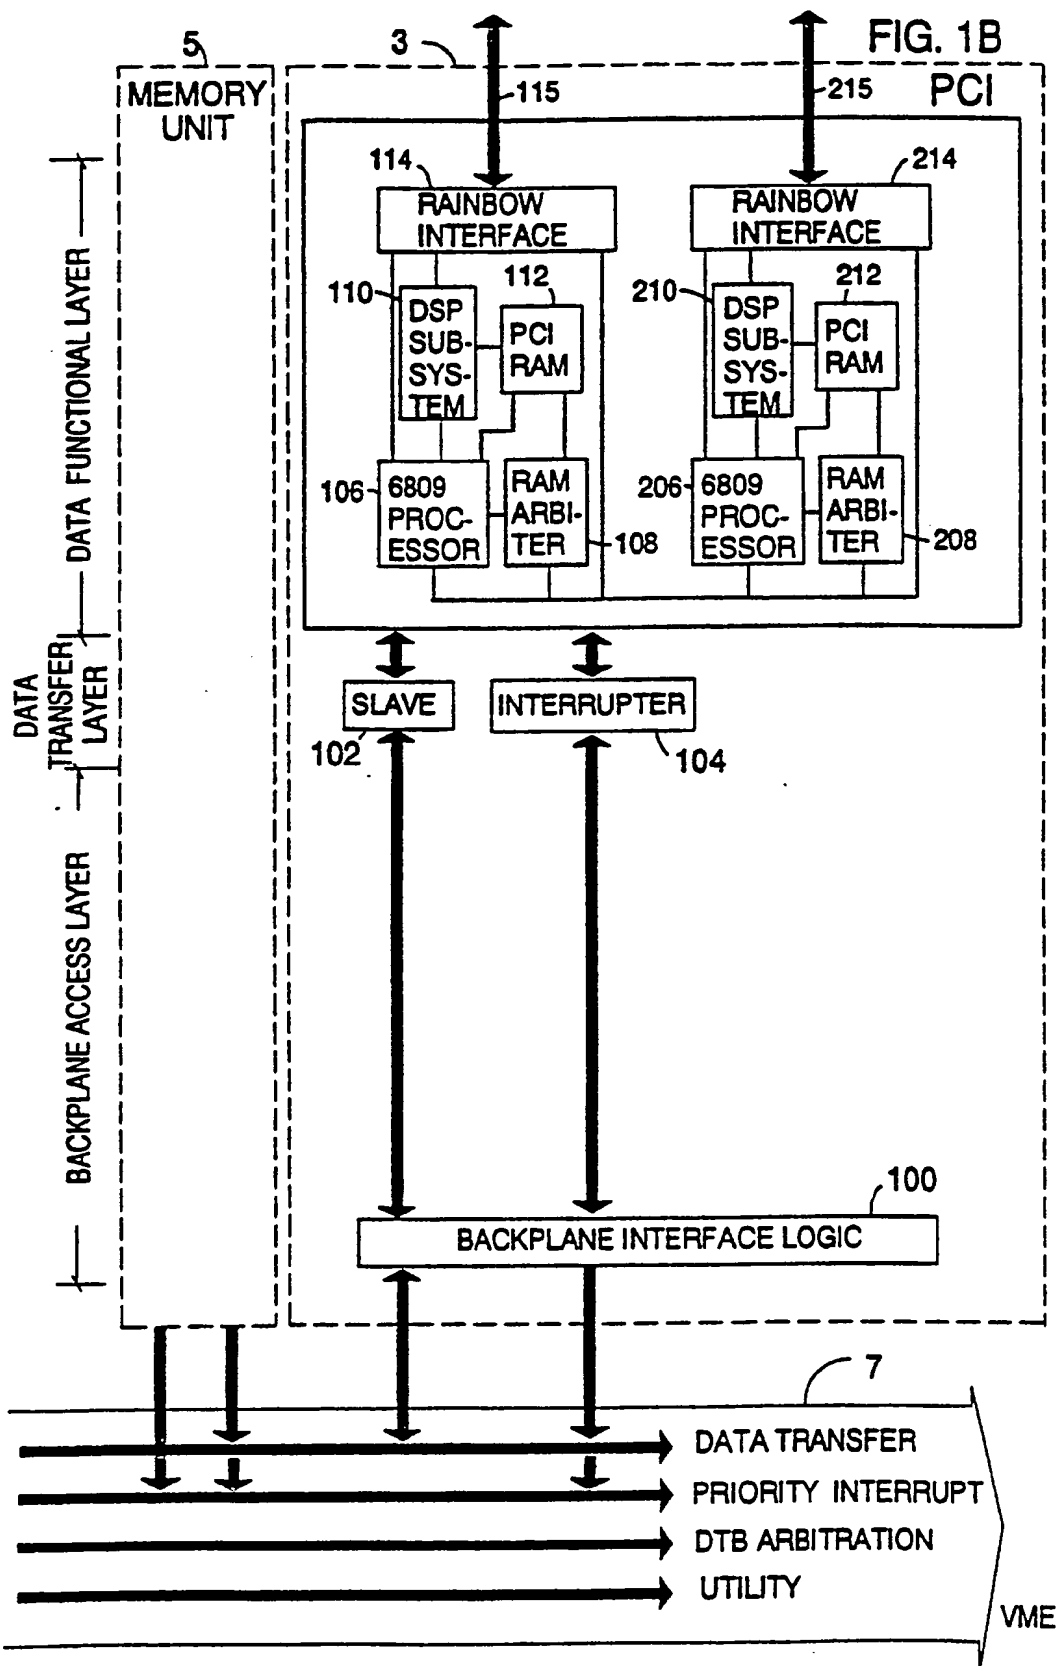 FIG. 1B
5
3
MEMORY
UNIT
PCI
115
215
114
214
RAINBOW
INTERFACE
RAINBOW
INTERFACE
110
DSP
SUB-
SYS-
TEM
112
PCI
RAM
210
DSP
SUB-
SYS-
TEM
212
PCI
RAM
106
6809
PROC-
ESSOR
RAM
ARBI-
TER
108
206
6809
PROC-
ESSOR
RAM
ARBI-
TER
208
DATA FUNCTIONAL LAYER
DATA
TRANSFER
LAYER
SLAVE
102
INTERRUPTER
104
BACKPLANE ACCESS LAYER
100
BACKPLANE INTERFACE LOGIC
7
DATA TRANSFER
PRIORITY INTERRUPT
DTB ARBITRATION
UTILITY
VME